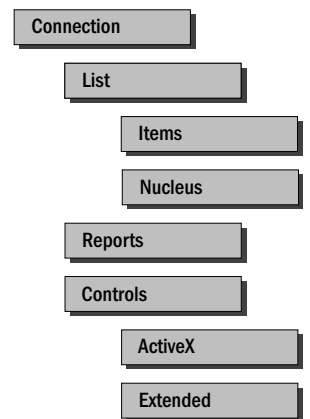 Connection
List
Items
Nucleus
Reports
Controls
ActiveX
Extended